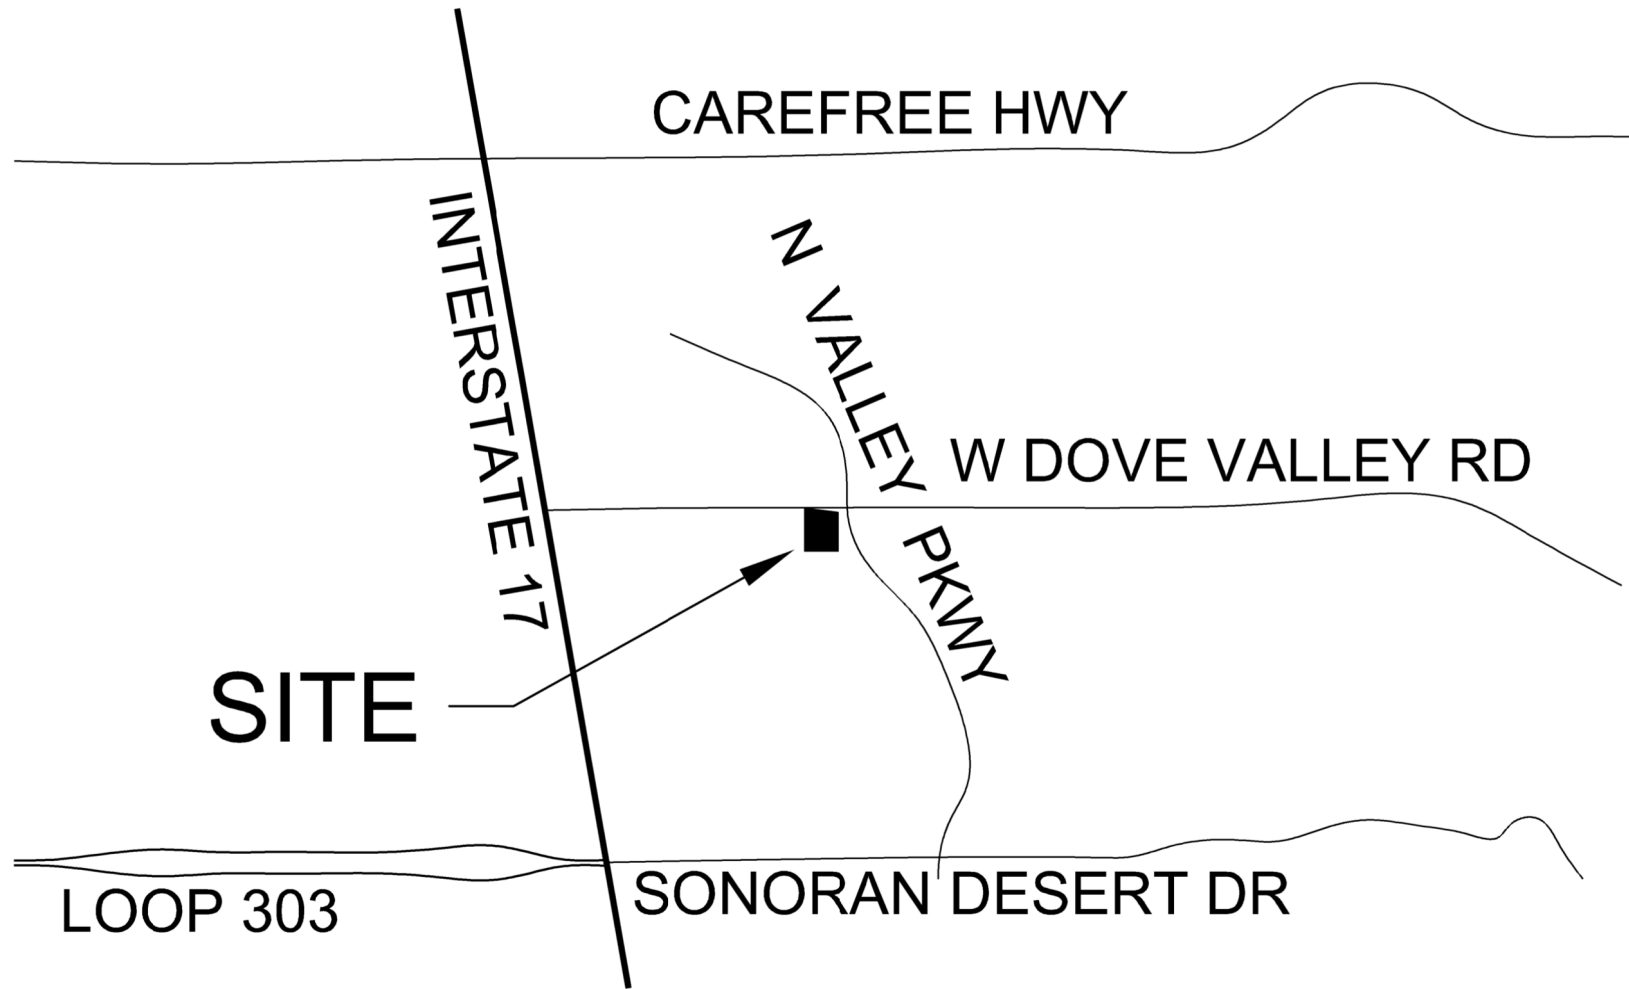 CAREFREE HWY
INTERSTATE 17
N VALLEY PKWY
W DOVE VALLEY RD
SITE
LOOP 303
SONORAN DESERT DR